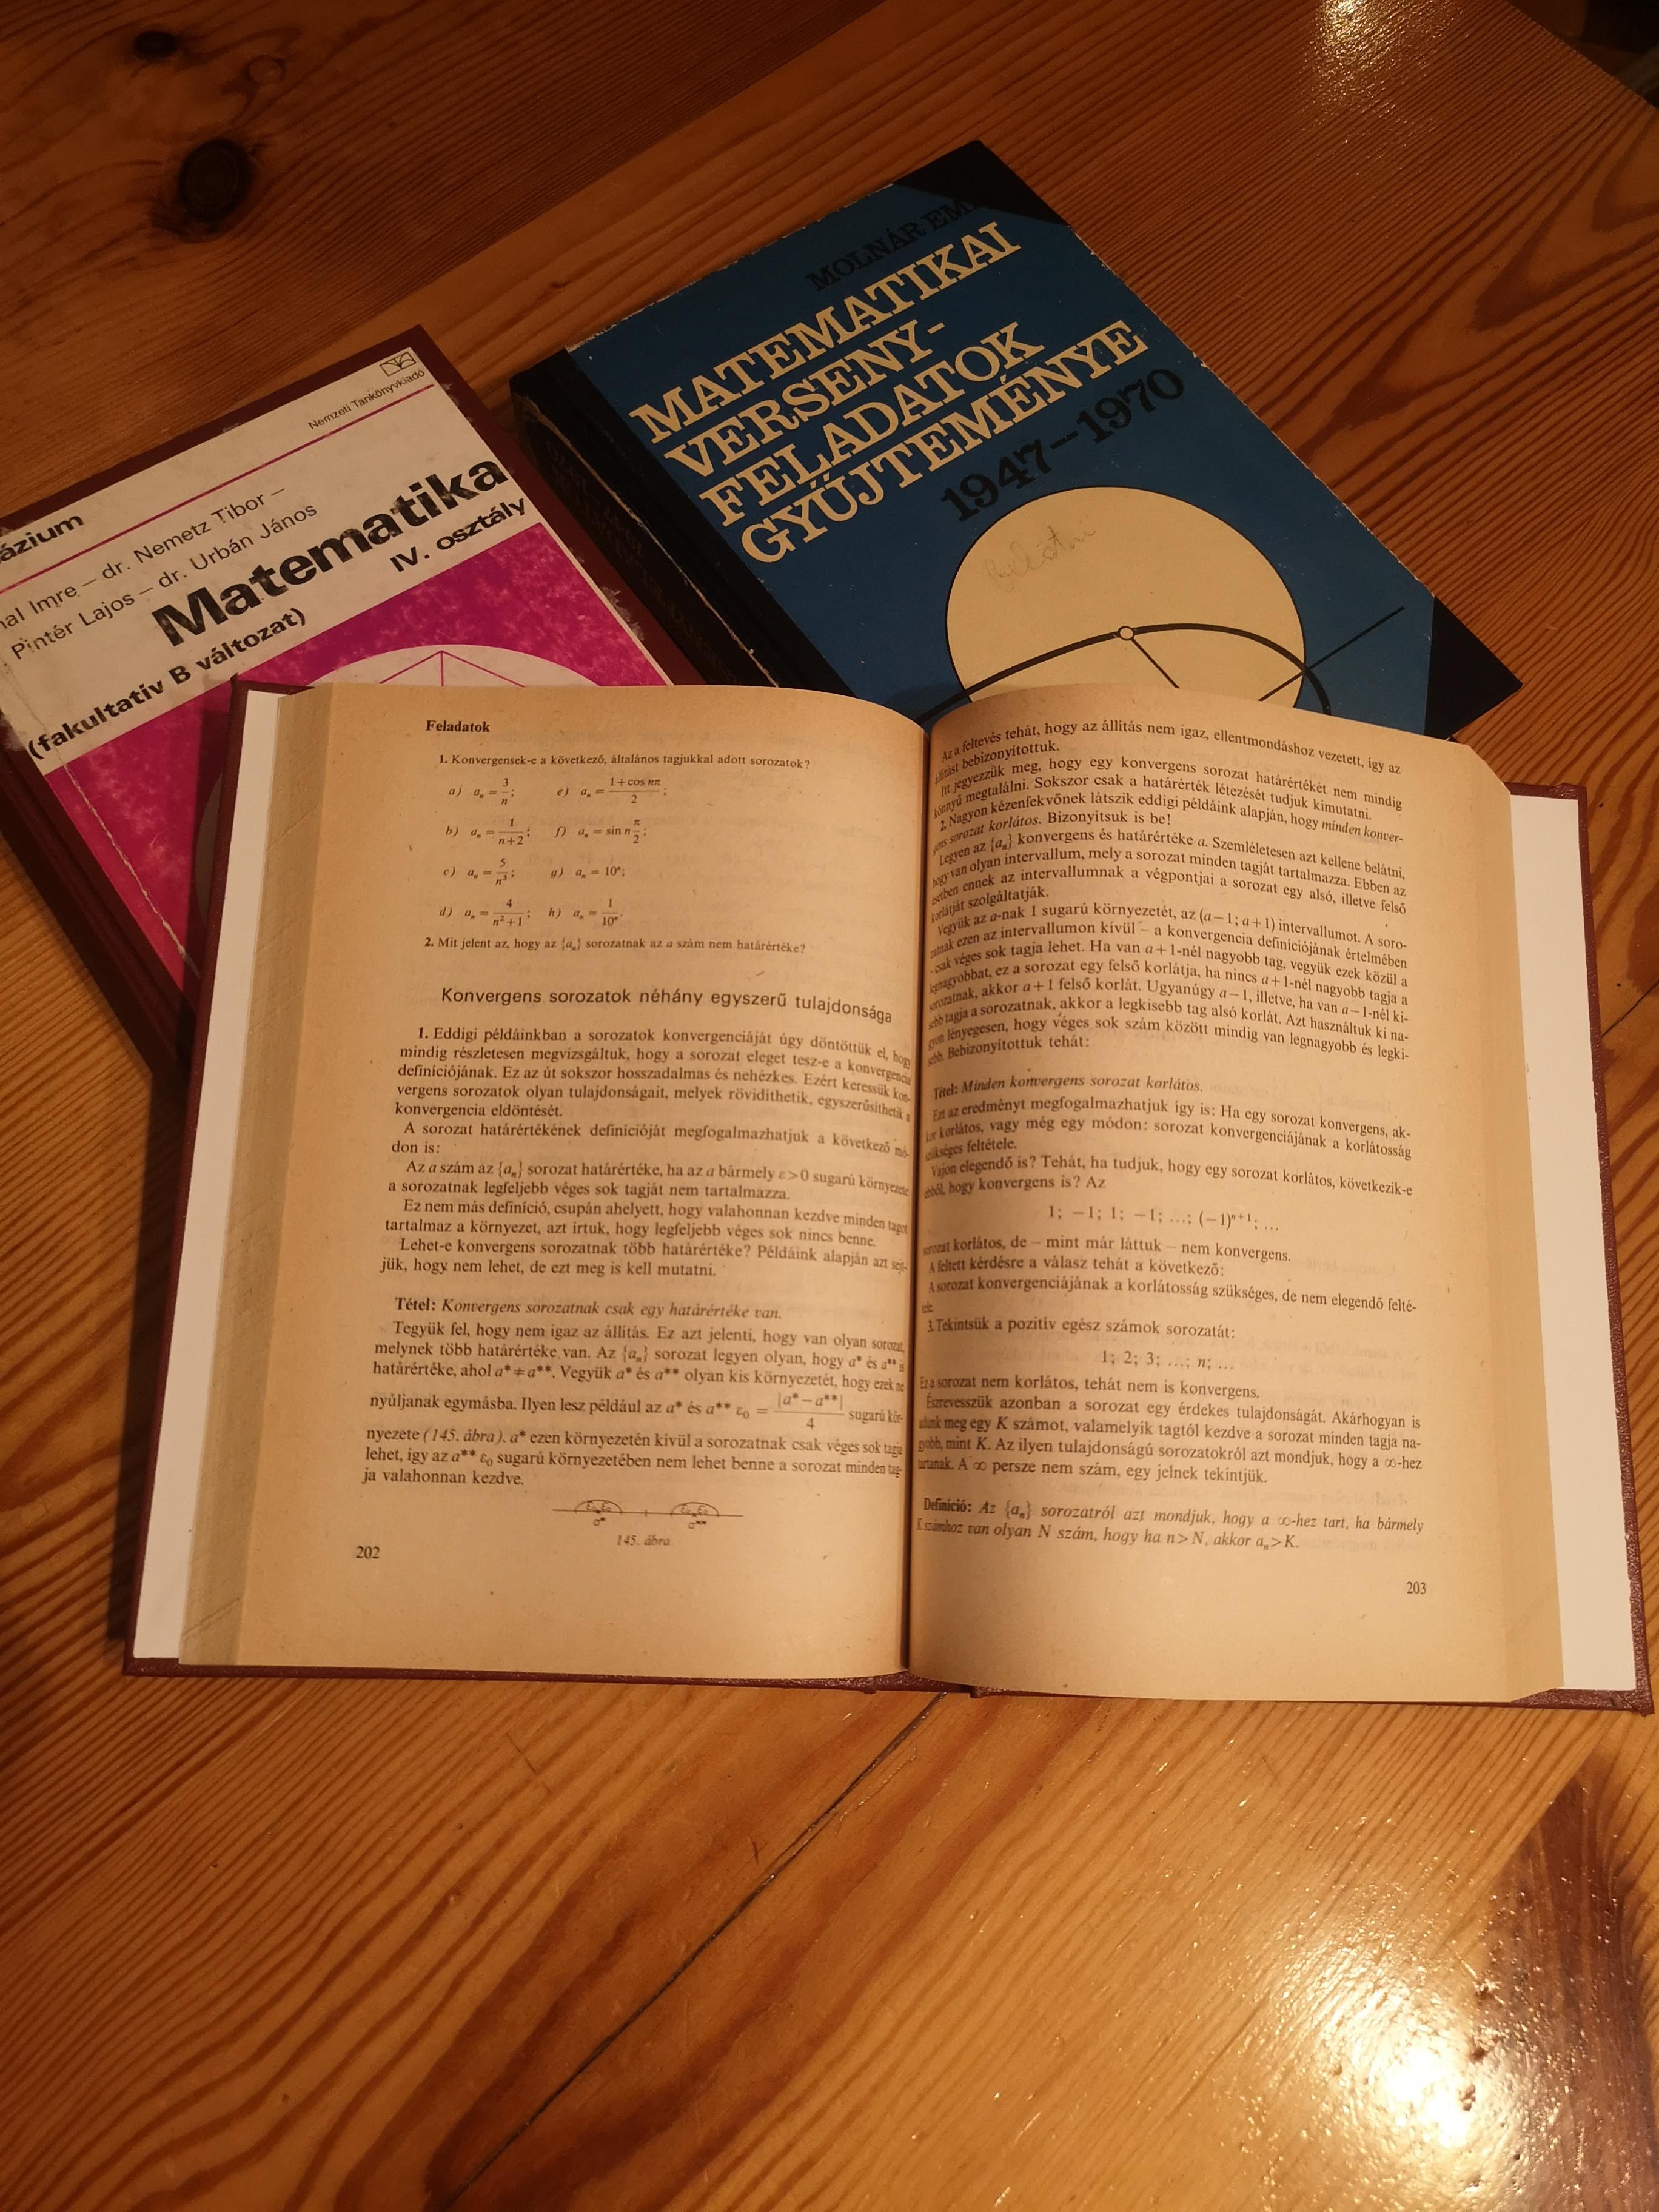 MOLNÁR
MATEMATIKAI
VERSENY-
FELADATOK
GYŰJTEMÉNYE
1947–1970
Nemzeti Tankönyvkiadó
Imre – dr. Nemetz Tibor –
Pintér Lajos – dr. Urbán János
Matematika
IV. osztály
(fakultatív B változat)
Feladatok
1. Konvergensek-e a következő, általános tagjukkal adott sorozatok?
a) aₙ = 3/n; e) aₙ = (1+cos nπ)/2;
b) aₙ = 1/(n+2); f) aₙ = sin n π/2;
c) aₙ = 5/n³; g) aₙ = 10ⁿ;
d) aₙ = 4/(n²+1); h) aₙ = 1/10ⁿ.
2. Mit jelent az, hogy az {aₙ} sorozatnak az a szám nem határértéke?
Konvergens sorozatok néhány egyszerű tulajdonsága
1. Eddigi példáinkban a sorozatok konvergenciáját úgy döntöttük el, hogy
mindig részletesen megvizsgáltuk, hogy a sorozat eleget tesz-e a konvergencia
definíciójának. Ez az út sokszor hosszadalmas és nehézkes. Ezért keressük kon-
vergens sorozatok olyan tulajdonságait, melyek rövidíthetik, egyszerűsíthetik a
konvergencia eldöntését.
A sorozat határértékének definícióját megfogalmazhatjuk a következő mó-
don is:
Az a szám az {aₙ} sorozat határértéke, ha az a bármely ε>0 sugarú környezete
a sorozatnak legfeljebb véges sok tagját nem tartalmazza.
Ez nem más definíció, csupán ahelyett, hogy valahonnan kezdve minden tagot
tartalmaz a környezet, azt írtuk, hogy legfeljebb véges sok nincs benne.
Lehet-e konvergens sorozatnak több határértéke? Példáink alapján azt sejt-
jük, hogy nem lehet, de ezt meg is kell mutatni.
Tétel: Konvergens sorozatnak csak egy határértéke van.
Tegyük fel, hogy nem igaz az állítás. Ez azt jelenti, hogy van olyan sorozat,
melynek több határértéke van. Az {aₙ} sorozat legyen olyan, hogy a* és a** is
határértéke, ahol a*≠a**. Vegyük a* és a** olyan kis környezetét, hogy ezek ne
nyúljanak egymásba. Ilyen lesz például az a* és a** ε₀ = |a*−a**|/4 sugarú kör-
nyezete (145. ábra). a* ezen környezetén kívül a sorozatnak csak véges sok tagja
lehet, így az a** ε₀ sugarú környezetében nem lehet benne a sorozat minden tag-
ja valahonnan kezdve.
ε₀ ε₀ ε₀ ε₀
a* a**
145. ábra
202
Az a feltevés tehát, hogy az állítás nem igaz, ellentmondáshoz vezetett, így az
állítást bebizonyítottuk.
Itt jegyezzük meg, hogy egy konvergens sorozat határértékét nem mindig
könnyű megtalálni. Sokszor csak a határérték létezését tudjuk kimutatni.
2. Nagyon kézenfekvőnek látszik eddigi példáink alapján, hogy minden konver-
gens sorozat korlátos. Bizonyítsuk is be!
Legyen az {aₙ} konvergens és határértéke a. Szemléletesen azt kellene belátni,
hogy van olyan intervallum, mely a sorozat minden tagját tartalmazza. Ebben az
esetben ennek az intervallumnak a végpontjai a sorozat egy alsó, illetve felső
korlátját szolgáltatják.
Vegyük az a-nak 1 sugarú környezetét, az (a−1; a+1) intervallumot. A soro-
zatnak ezen az intervallumon kívül – a konvergencia definíciójának értelmében
– csak véges sok tagja lehet. Ha van a+1-nél nagyobb tag, vegyük ezek közül a
legnagyobbat, ez a sorozat egy felső korlátja, ha nincs a+1-nél nagyobb tagja a
sorozatnak, akkor a+1 felső korlát. Ugyanúgy a−1, illetve, ha van a−1-nél ki-
sebb tagja a sorozatnak, akkor a legkisebb tag alsó korlát. Azt használtuk ki na-
gyon lényegesen, hogy véges sok szám között mindig van legnagyobb és legki-
sebb. Bebizonyítottuk tehát:
Tétel: Minden konvergens sorozat korlátos.
Ezt az eredményt megfogalmazhatjuk így is: Ha egy sorozat konvergens, ak-
kor korlátos, vagy még egy módon: sorozat konvergenciájának a korlátosság
szükséges feltétele.
Vajon elegendő is? Tehát, ha tudjuk, hogy egy sorozat korlátos, következik-e
ebből, hogy konvergens is? Az
1; −1; 1; −1; ...; (−1)ⁿ⁺¹; ...
sorozat korlátos, de – mint már láttuk – nem konvergens.
A feltett kérdésre a válasz tehát a következő:
A sorozat konvergenciájának a korlátosság szükséges, de nem elegendő felté-
tele.
3. Tekintsük a pozitív egész számok sorozatát:
1; 2; 3; ...; n; ...
Ez a sorozat nem korlátos, tehát nem is konvergens.
Észrevesszük azonban a sorozat egy érdekes tulajdonságát. Akárhogyan is
adunk meg egy K számot, valamelyik tagtól kezdve a sorozat minden tagja na-
gyobb, mint K. Az ilyen tulajdonságú sorozatokról azt mondjuk, hogy a ∞-hez
tartanak. A ∞ persze nem szám, egy jelnek tekintjük.
Definíció: Az {aₙ} sorozatról azt mondjuk, hogy a ∞-hez tart, ha bármely
K számhoz van olyan N szám, hogy ha n>N, akkor aₙ>K.
203